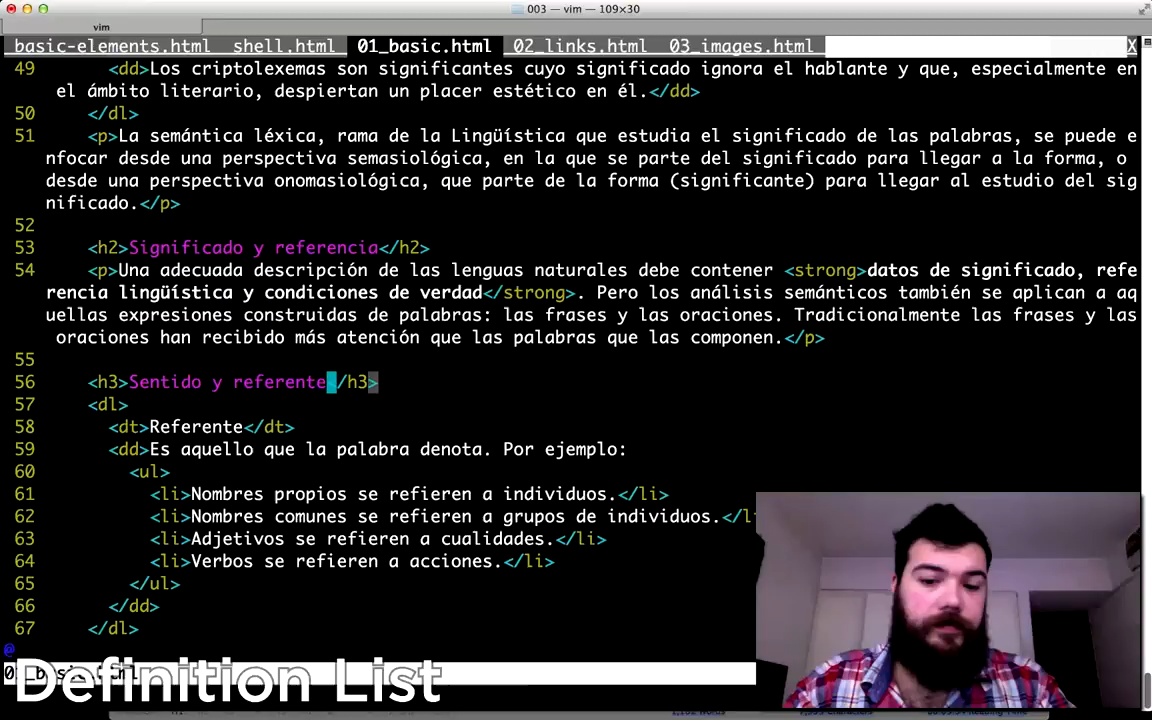 003 — vim — 109×30
vim
basic-elements.html shell.html 01_basic.html 02_links.html 03_images.html X
49 <dd>Los criptolexemas son significantes cuyo significado ignora el hablante y que, especialmente en
el ámbito literario, despiertan un placer estético en él.</dd>
50 </dl>
51 <p>La semántica léxica, rama de la Lingüística que estudia el significado de las palabras, se puede e
nfocar desde una perspectiva semasiológica, en la que se parte del significado para llegar a la forma, o
desde una perspectiva onomasiológica, que parte de la forma (significante) para llegar al estudio del sig
nificado.</p>
52
53 <h2>Significado y referencia</h2>
54 <p>Una adecuada descripción de las lenguas naturales debe contener <strong>datos de significado, refe
rencia lingüística y condiciones de verdad</strong>. Pero los análisis semánticos también se aplican a aq
uellas expresiones construidas de palabras: las frases y las oraciones. Tradicionalmente las frases y las
oraciones han recibido más atención que las palabras que las componen.</p>
55
56 <h3>Sentido y referente</h3>
57 <dl>
58 <dt>Referente</dt>
59 <dd>Es aquello que la palabra denota. Por ejemplo:
60 <ul>
61 <li>Nombres propios se refieren a individuos.</li>
62 <li>Nombres comunes se refieren a grupos de individuos.</li
63 <li>Adjetivos se refieren a cualidades.</li>
64 <li>Verbos se refieren a acciones.</li>
65 </ul>
66 </dd>
67 </dl>
@
Definition List